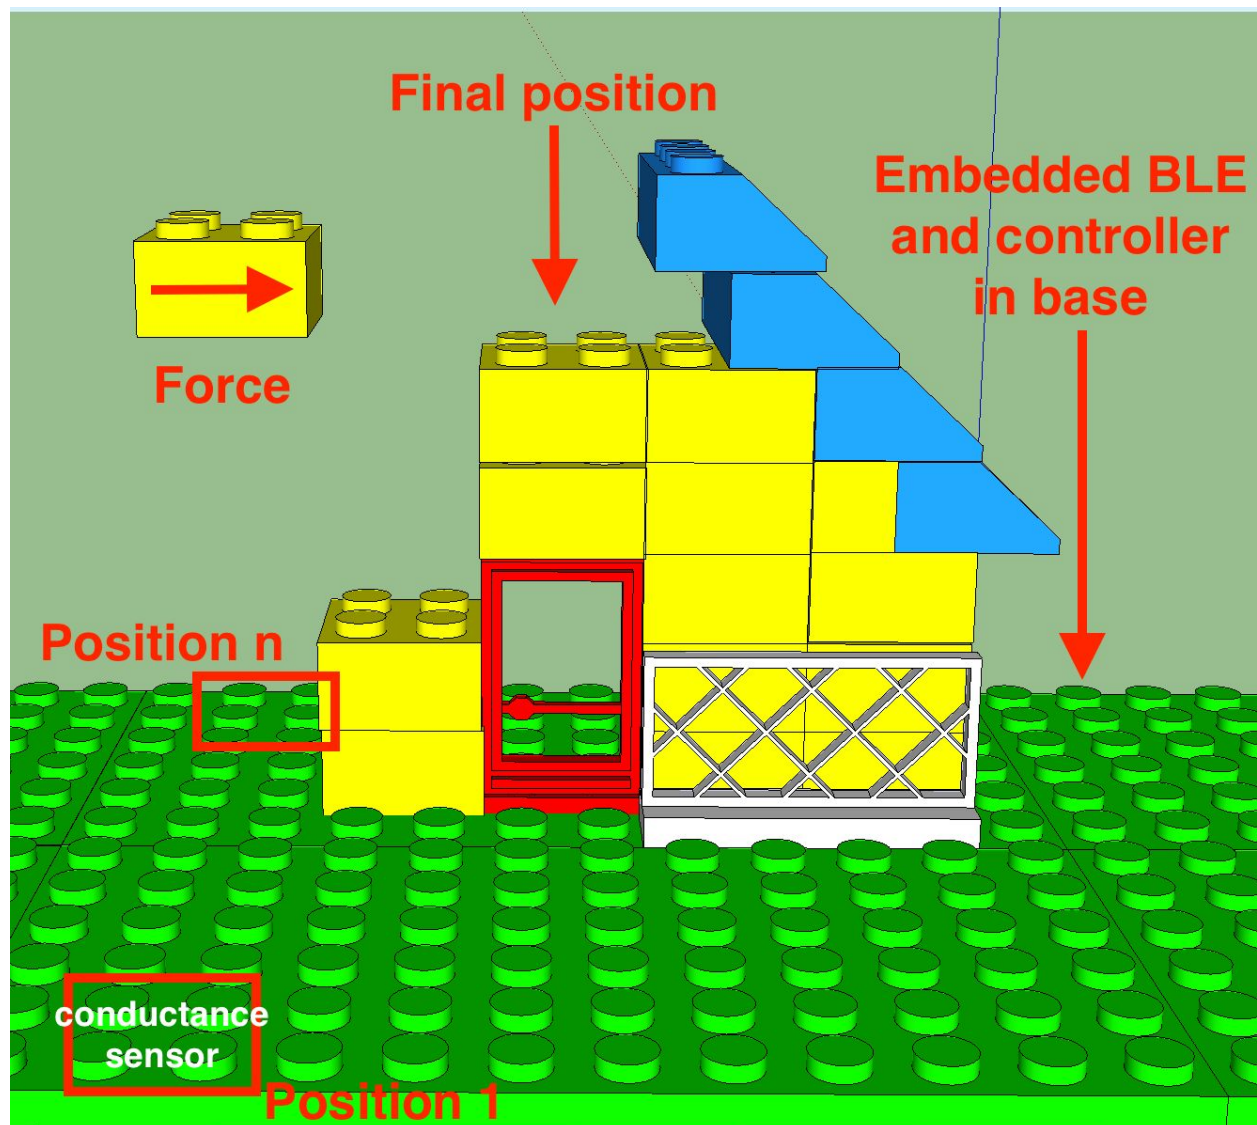 Final position
Embedded BLE
and controller
in base
Force
Position n
conductance
sensor
Position 1